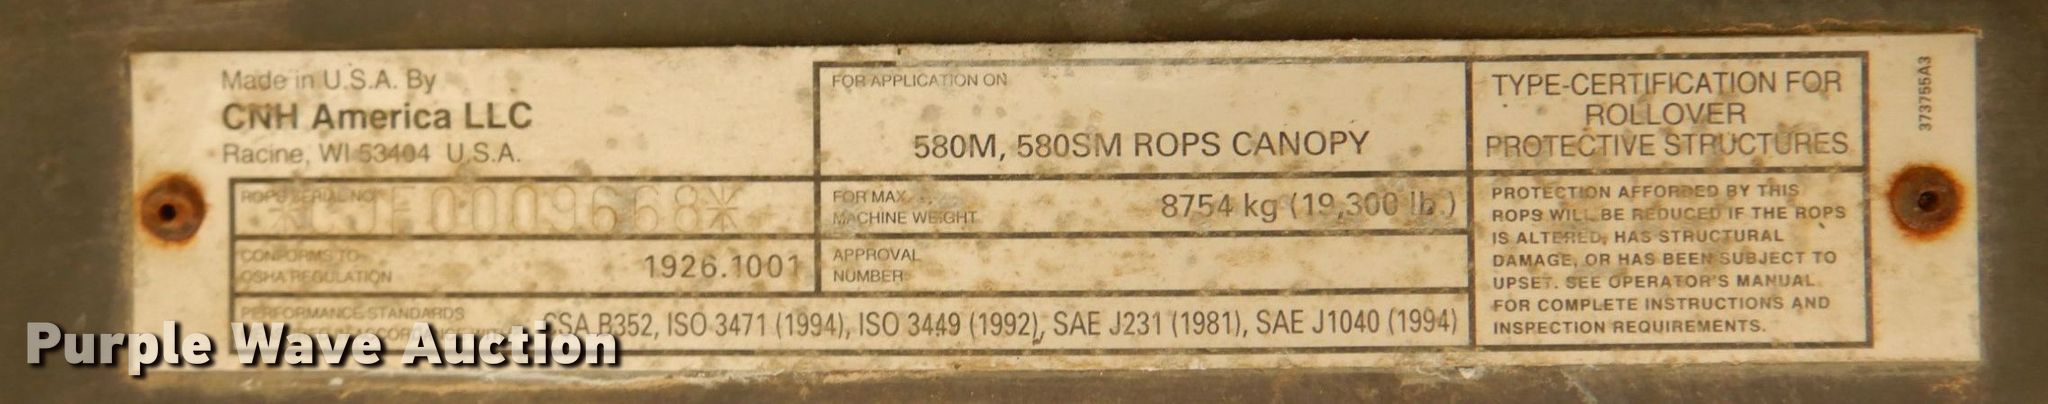 Made in U.S.A. By
CNH America LLC
Racine, WI 53404 U.S.A.
FOR APPLICATION ON
580M, 580SM ROPS CANOPY
TYPE-CERTIFICATION FOR
ROLLOVER
PROTECTIVE STRUCTURES
373755A3
ROPS SERIAL NO.
*CJF0009668*
FOR MAX.
MACHINE WEIGHT
8754 kg (19,300 lb.)
CONFORMS TO
OSHA REGULATION
1926.1001
APPROVAL
NUMBER
PERFORMANCE STANDARDS
CSA B352, ISO 3471 (1994), ISO 3449 (1992), SAE J231 (1981), SAE J1040 (1994)
PROTECTION AFFORDED BY THIS
ROPS WILL BE REDUCED IF THE ROPS
IS ALTERED, HAS STRUCTURAL
DAMAGE, OR HAS BEEN SUBJECT TO
UPSET. SEE OPERATOR'S MANUAL
FOR COMPLETE INSTRUCTIONS AND
INSPECTION REQUIREMENTS.
Purple Wave Auction